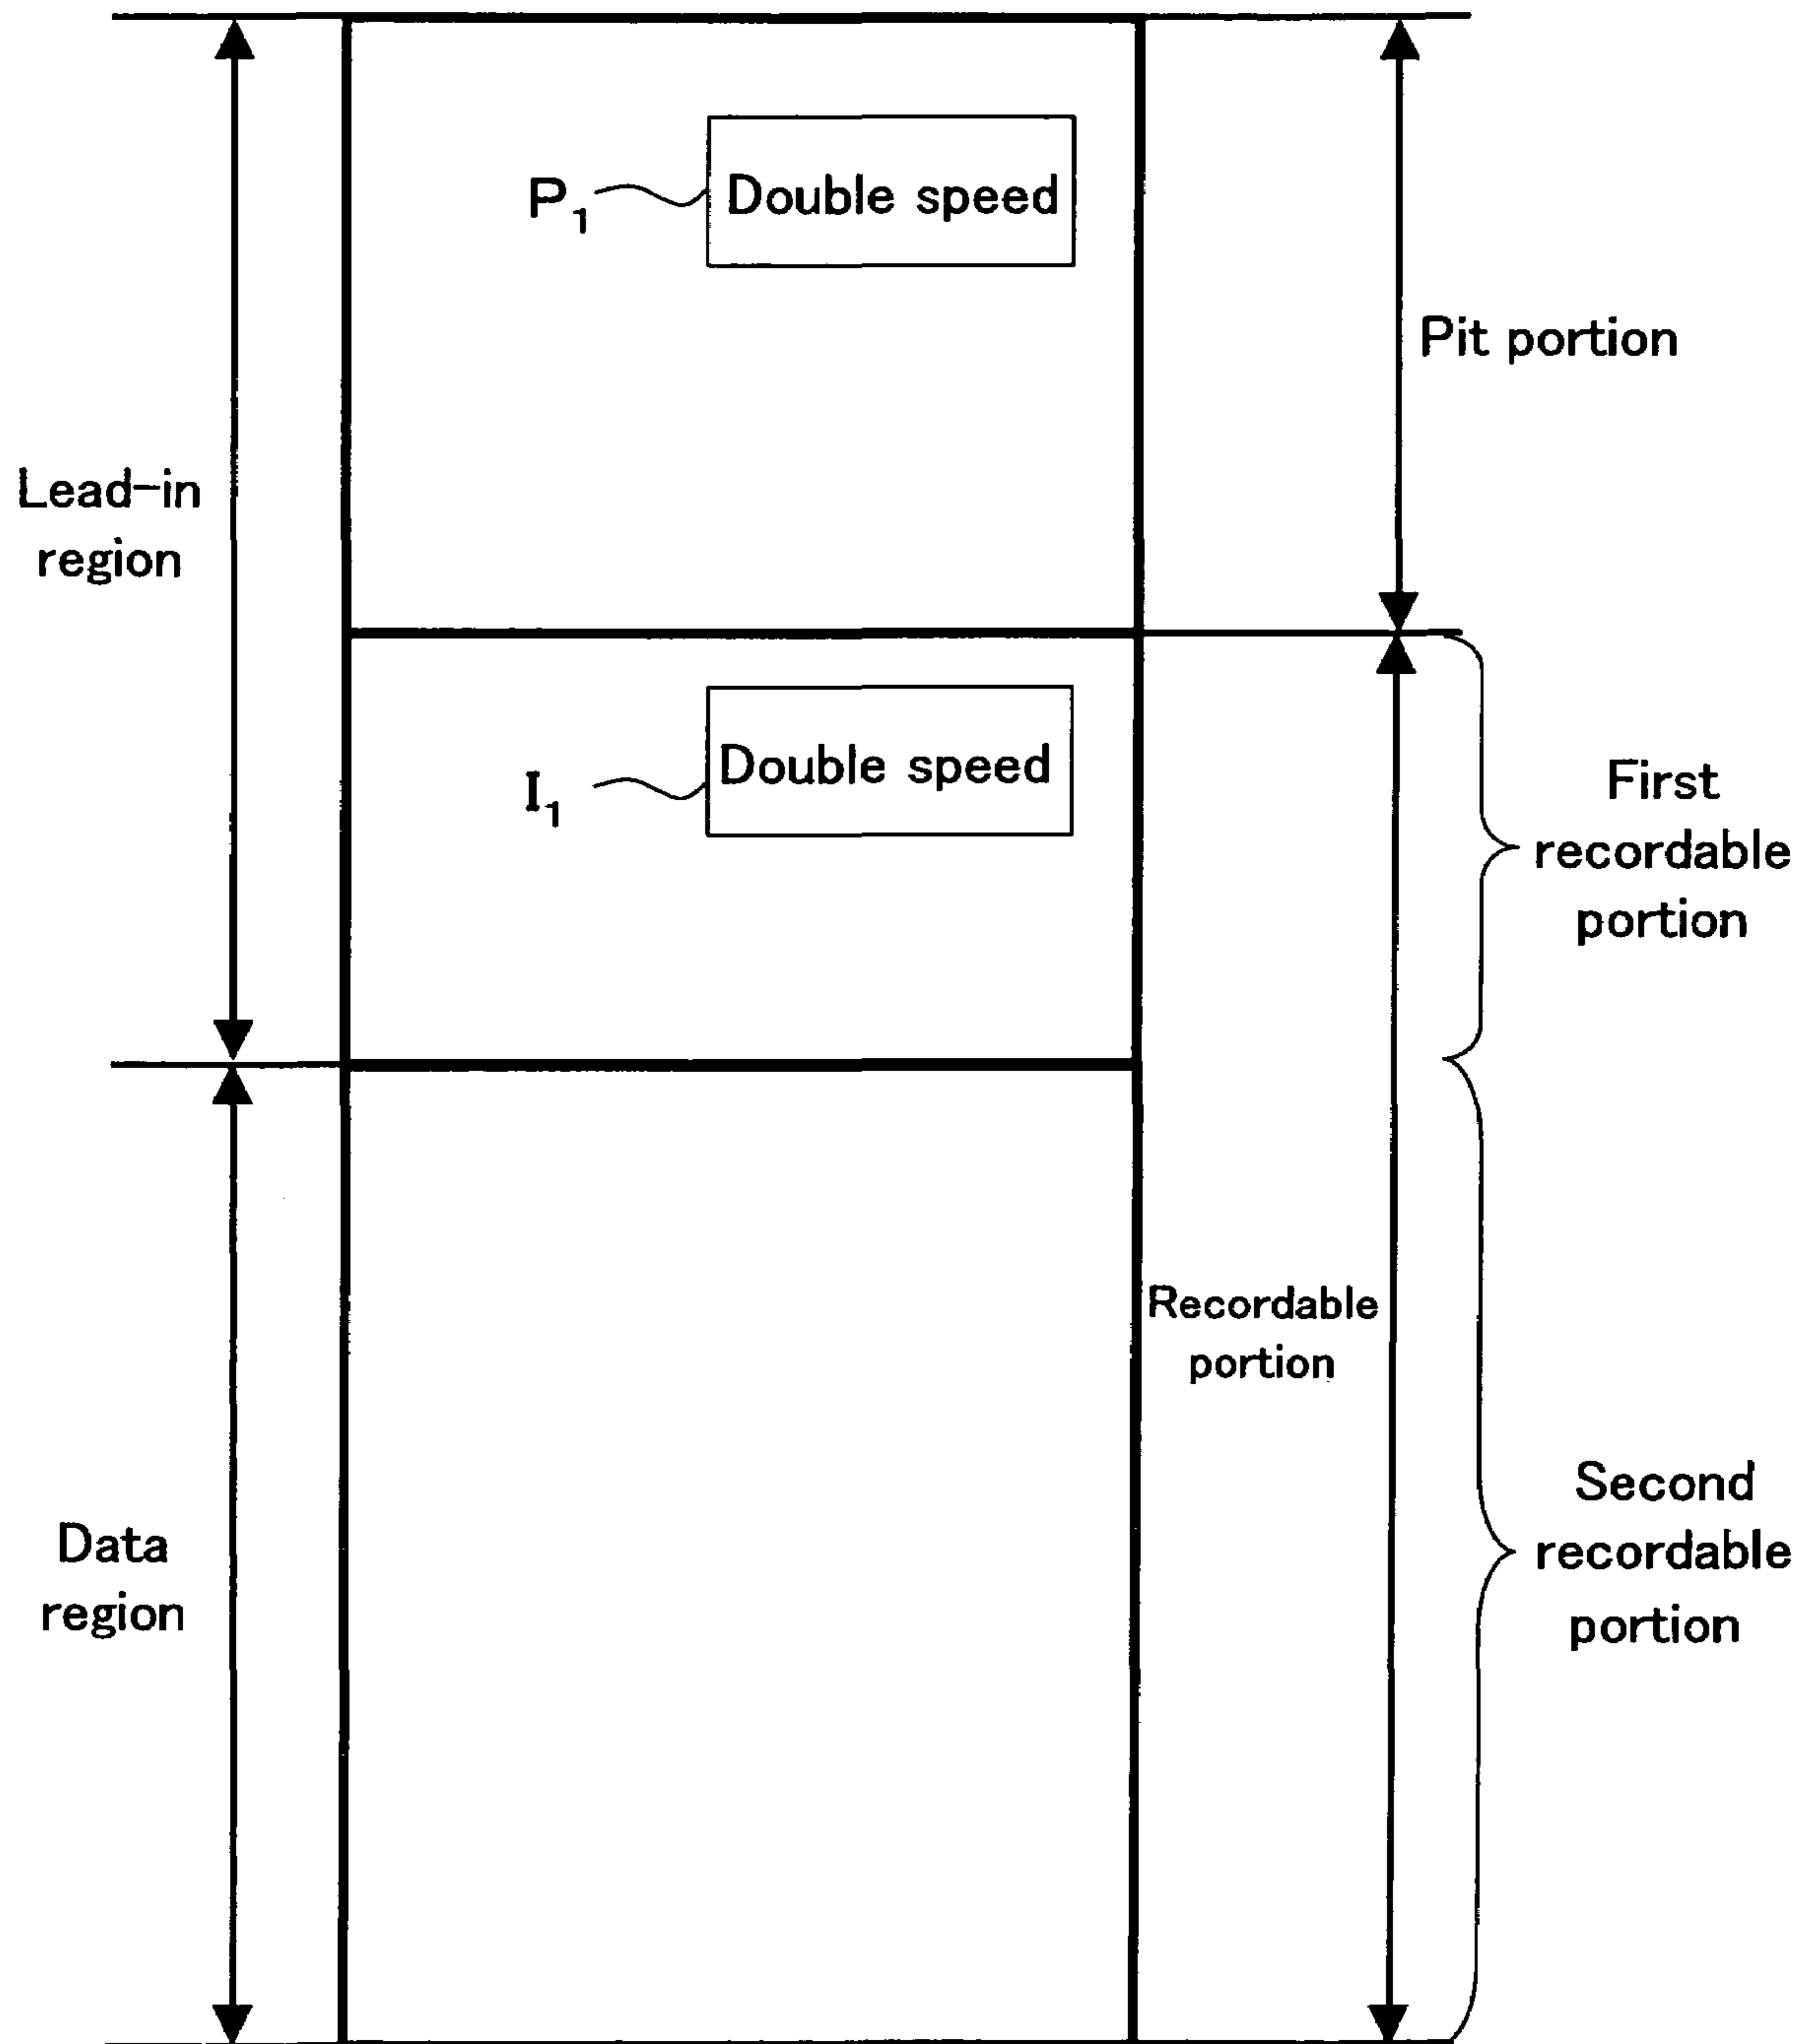 P1
Double speed
Pit portion
Lead-in
region
I1
Double speed
First
recordable
portion
Recordable
portion
Data
region
Second
recordable
portion